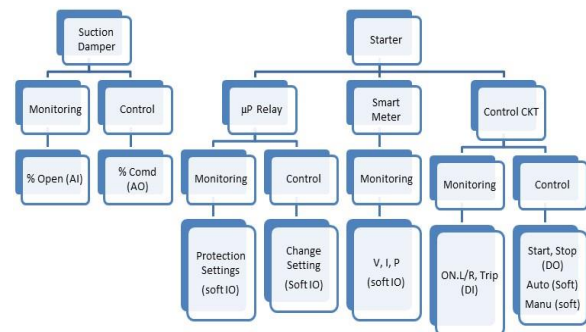 Suction
Damper
Starter
Monitoring
Control
µP Relay
Smart
Meter
Control CKT
% Open (AI)
% Comd
(AO)
Monitoring
Control
Monitoring
Monitoring
Control
Protection
Settings
(soft IO)
Change
Setting
(Soft IO)
V, I, P
(soft IO)
ON.L/R, Trip
(DI)
Start, Stop
(DO)
Auto (Soft)
Manu (soft)